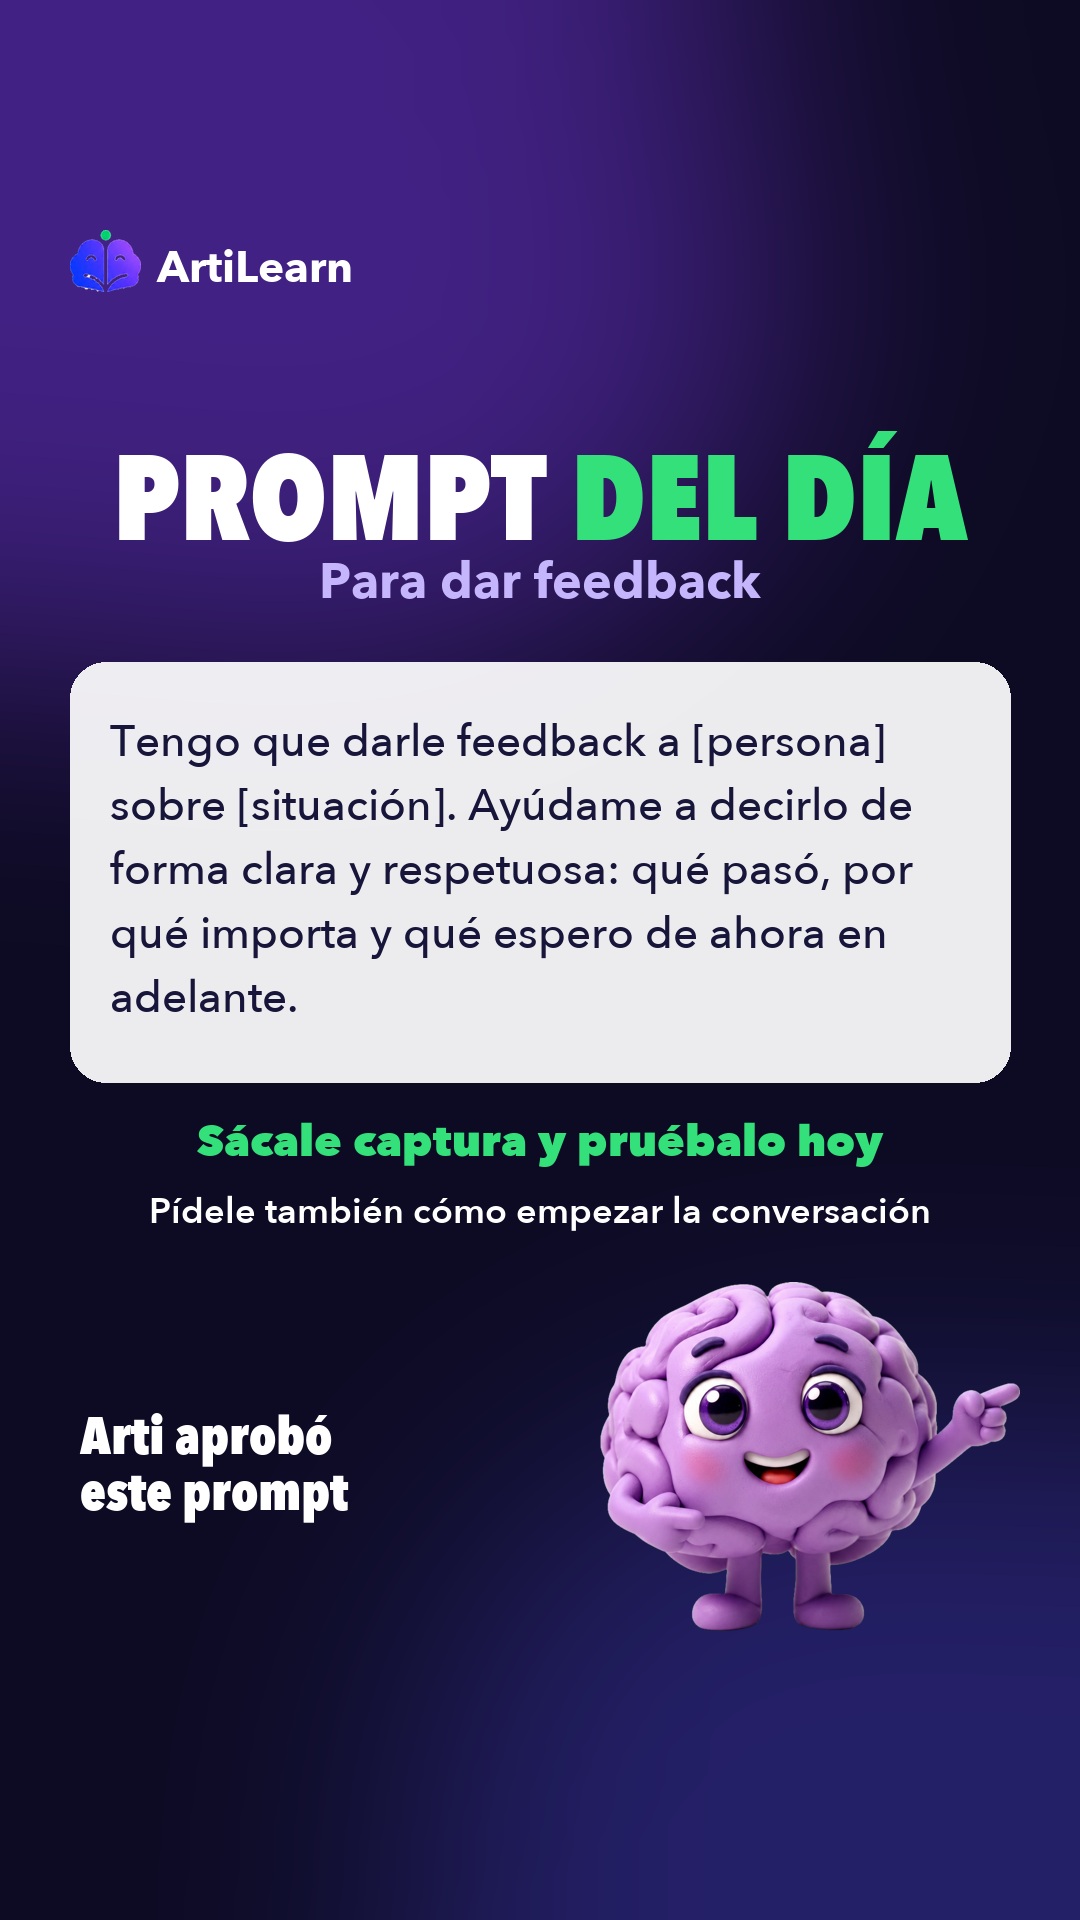 ArtiLearn
PROMPT DEL DÍA
Para dar feedback
Tengo que darle feedback a [persona]
sobre [situación]. Ayúdame a decirlo de
forma clara y respetuosa: qué pasó, por
qué importa y qué espero de ahora en
adelante.
Sácale captura y pruébalo hoy
Pídele también cómo empezar la conversación
Arti aprobó
este prompt